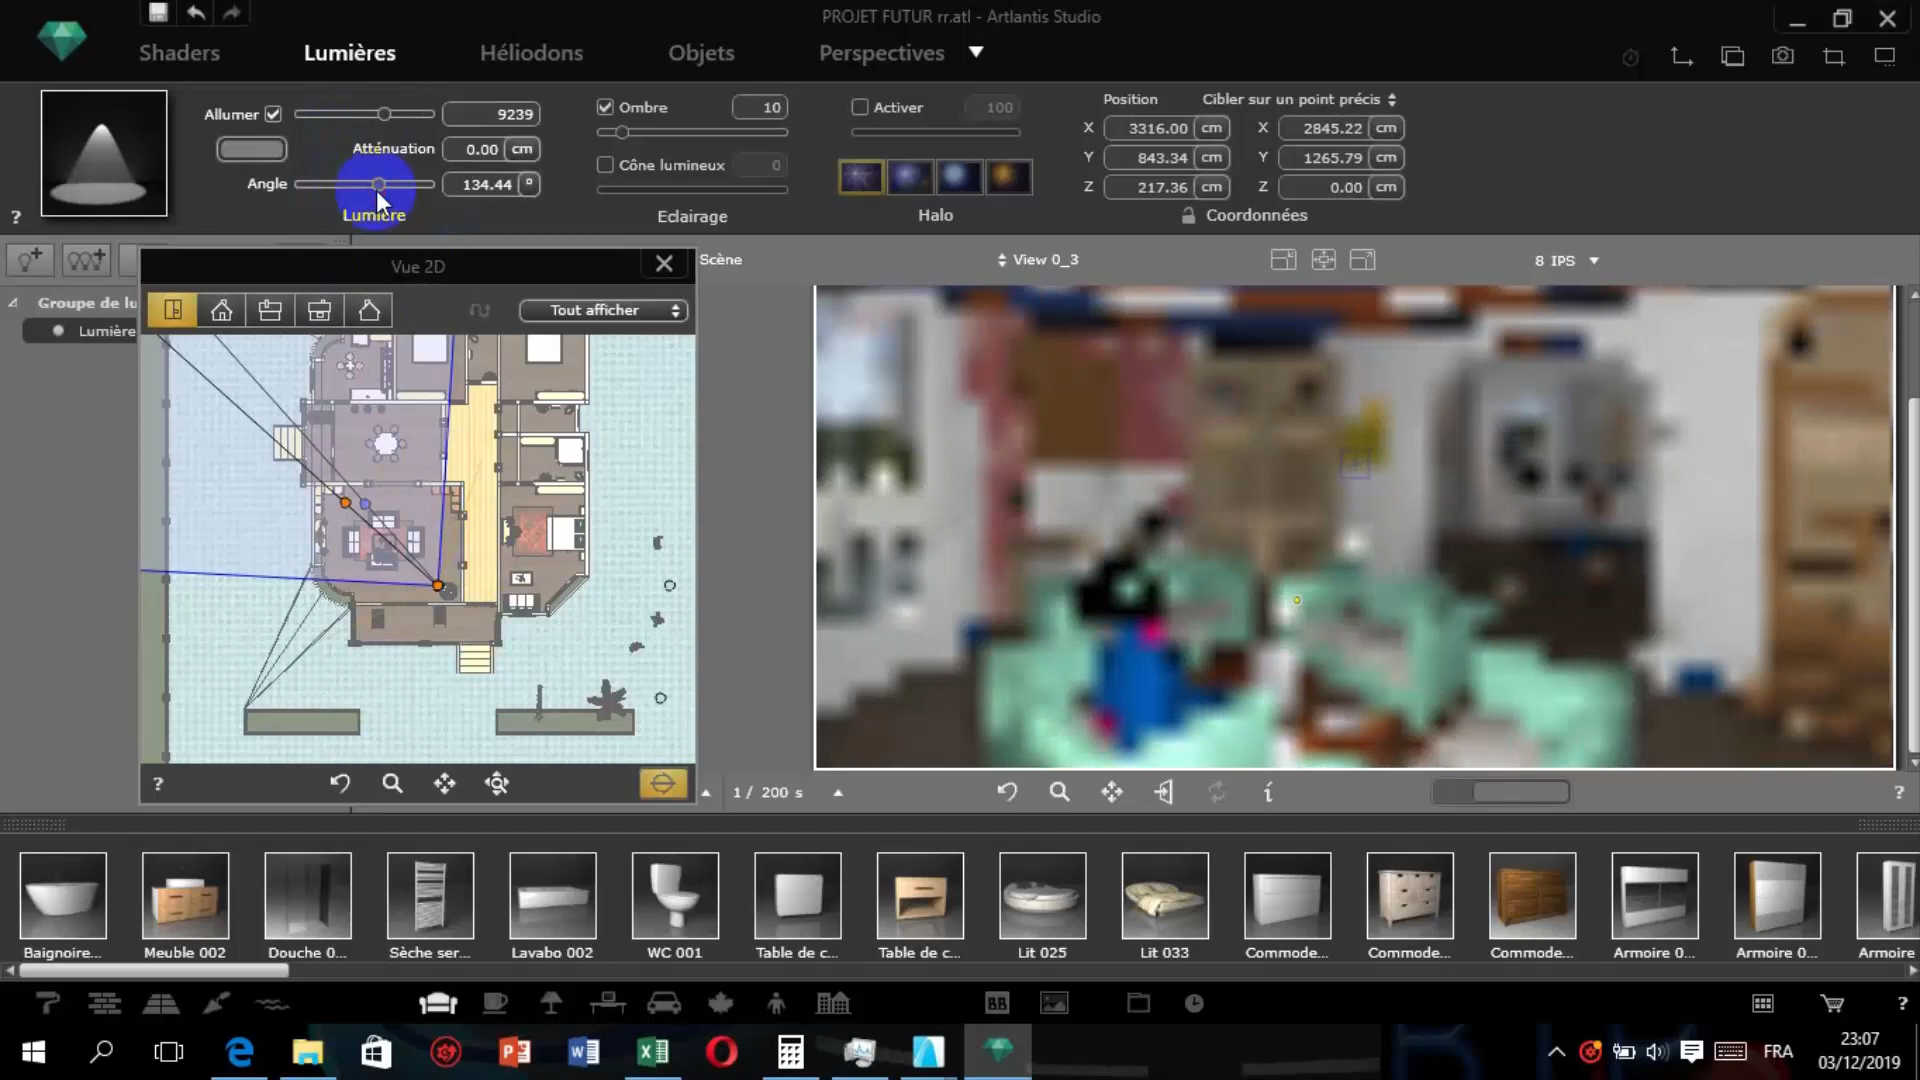 PROJET FUTUR rr.atl - Artlantis Studio
Shaders
Lumières
Héliodons
Objets
Perspectives
Allumer
9239
Atténuation
0.00
cm
Angle
134.44
°
Lumière
Ombre
10
Cône lumineux
0
Eclairage
Activer
100
Halo
Position
Cibler sur un point précis
X
3316.00
cm
X
2845.22
cm
Y
843.34
cm
Y
1265.79
cm
Z
217.36
cm
Z
0.00
cm
Coordonnées
?
Vue 2D
Scène
View 0_3
8 IPS
Groupe de lu
Lumière
Tout afficher
?
1 / 200 s
i
?
Baignoire...
Meuble 002
Douche 0...
Sèche ser...
Lavabo 002
WC 001
Table de c...
Table de c...
Lit 025
Lit 033
Commode...
Commode...
Commode...
Armoire 0...
Armoire 0...
Armoire
BB
?
FRA
23:07
03/12/2019